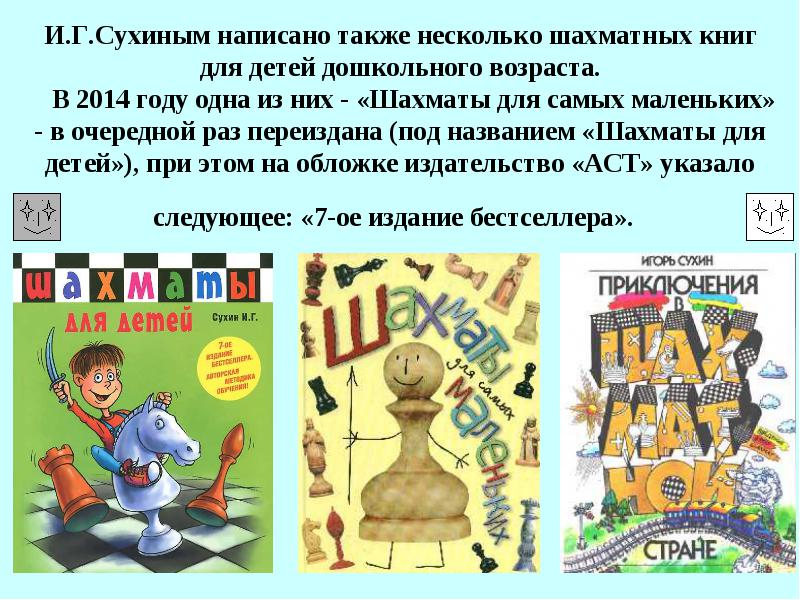 И.Г.Сухиным написано также несколько шахматных книг
для детей дошкольного возраста.
В 2014 году одна из них - «Шахматы для самых маленьких»
- в очередной раз переиздана (под названием «Шахматы для
детей»), при этом на обложке издательство «АСТ» указало
следующее: «7-ое издание бестселлера».
шахматы
для детей
Сухин И.Г.
7-ОЕ
ИЗДАНИЕ
БЕСТСЕЛЛЕРА.
АВТОРСКАЯ
МЕТОДИКА
ОБУЧЕНИЯ!
Шахматы
для самых
маленьких
ИГОРЬ СУХИН
ПРИКЛЮЧЕНИЯ
В
ШАХ
МАТ
НОЙ
СТРАНЕ